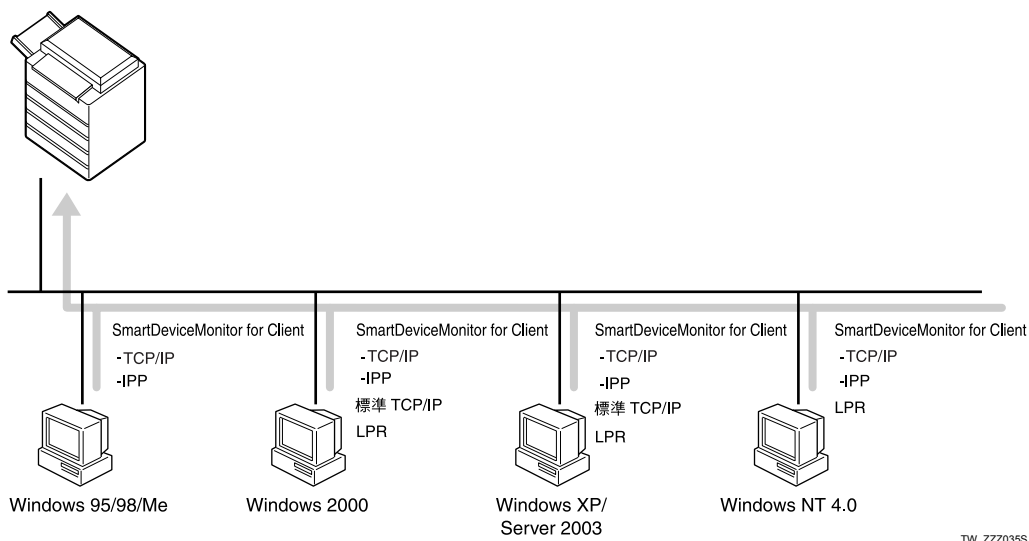 SmartDeviceMonitor for Client
-TCP/IP
-IPP
Windows 95/98/Me
SmartDeviceMonitor for Client
-TCP/IP
-IPP
標準 TCP/IP
LPR
Windows 2000
SmartDeviceMonitor for Client
-TCP/IP
-IPP
標準 TCP/IP
LPR
Windows XP/
Server 2003
SmartDeviceMonitor for Client
-TCP/IP
-IPP
LPR
Windows NT 4.0
TW ZZZ035S